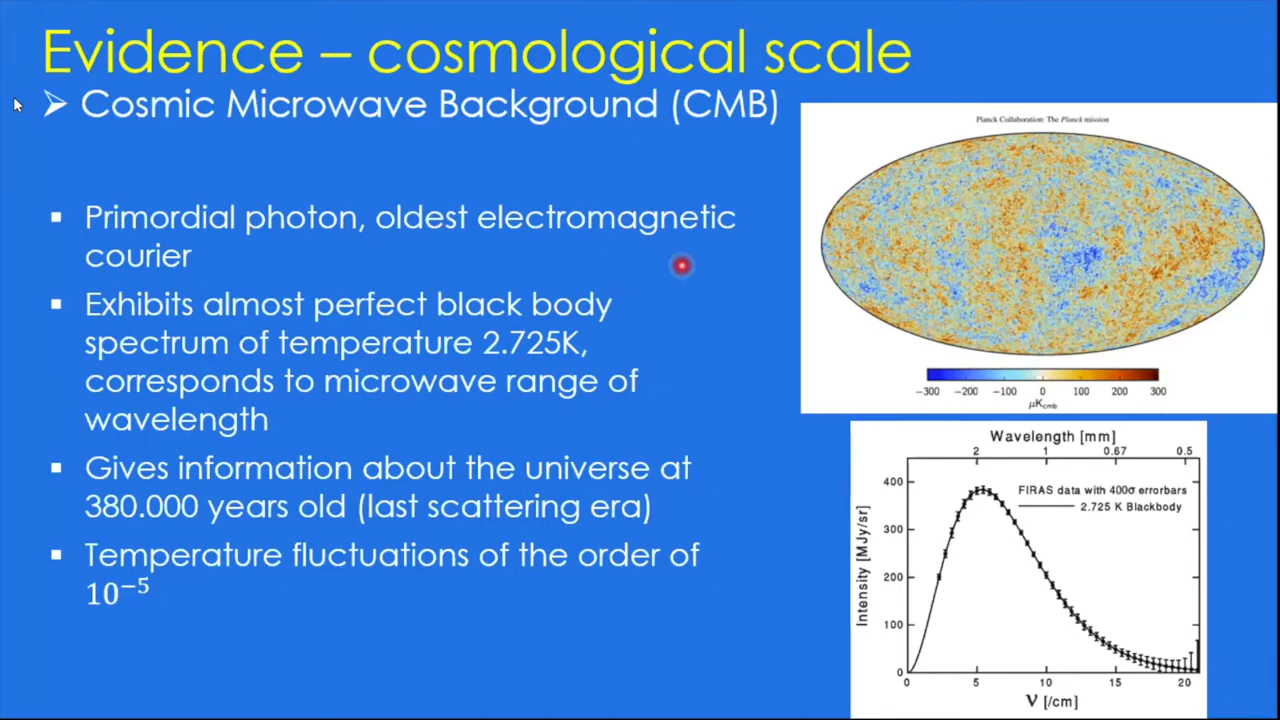 Evidence – cosmological scale
➤ Cosmic Microwave Background (CMB)
▪ Primordial photon, oldest electromagnetic
courier
▪ Exhibits almost perfect black body
spectrum of temperature 2.725K,
corresponds to microwave range of
wavelength
▪ Gives information about the universe at
380.000 years old (last scattering era)
▪ Temperature fluctuations of the order of
10⁻⁵
Planck Collaboration: The Planck mission
−300 −200 −100 0 100 200 300
μK_cmb
Wavelength [mm]
2 1 0.67 0.5
FIRAS data with 400σ errorbars
2.725 K Blackbody
Intensity [MJy/sr]
400
300
200
100
0
0 5 10 15 20
ν [/cm]